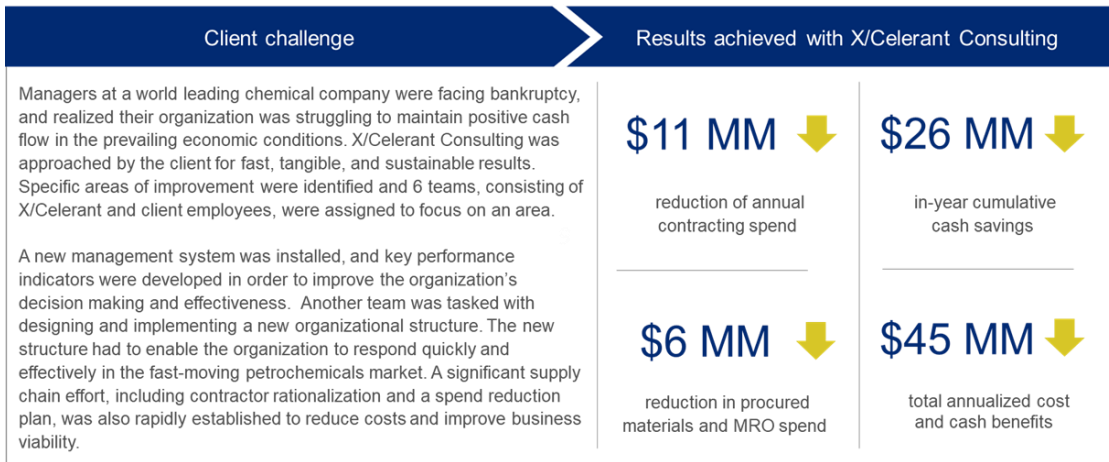 Client challenge
Results achieved with X/Celerant Consulting
Managers at a world leading chemical company were facing bankruptcy,
and realized their organization was struggling to maintain positive cash
flow in the prevailing economic conditions. X/Celerant Consulting was
approached by the client for fast, tangible, and sustainable results.
Specific areas of improvement were identified and 6 teams, consisting of
X/Celerant and client employees, were assigned to focus on an area.
A new management system was installed, and key performance
indicators were developed in order to improve the organization's
decision making and effectiveness.  Another team was tasked with
designing and implementing a new organizational structure. The new
structure had to enable the organization to respond quickly and
effectively in the fast-moving petrochemicals market. A significant supply
chain effort, including contractor rationalization and a spend reduction
plan, was also rapidly established to reduce costs and improve business
viability.
$11 MM
reduction of annual
contracting spend
$26 MM
in-year cumulative
cash savings
$6 MM
reduction in procured
materials and MRO spend
$45 MM
total annualized cost
and cash benefits